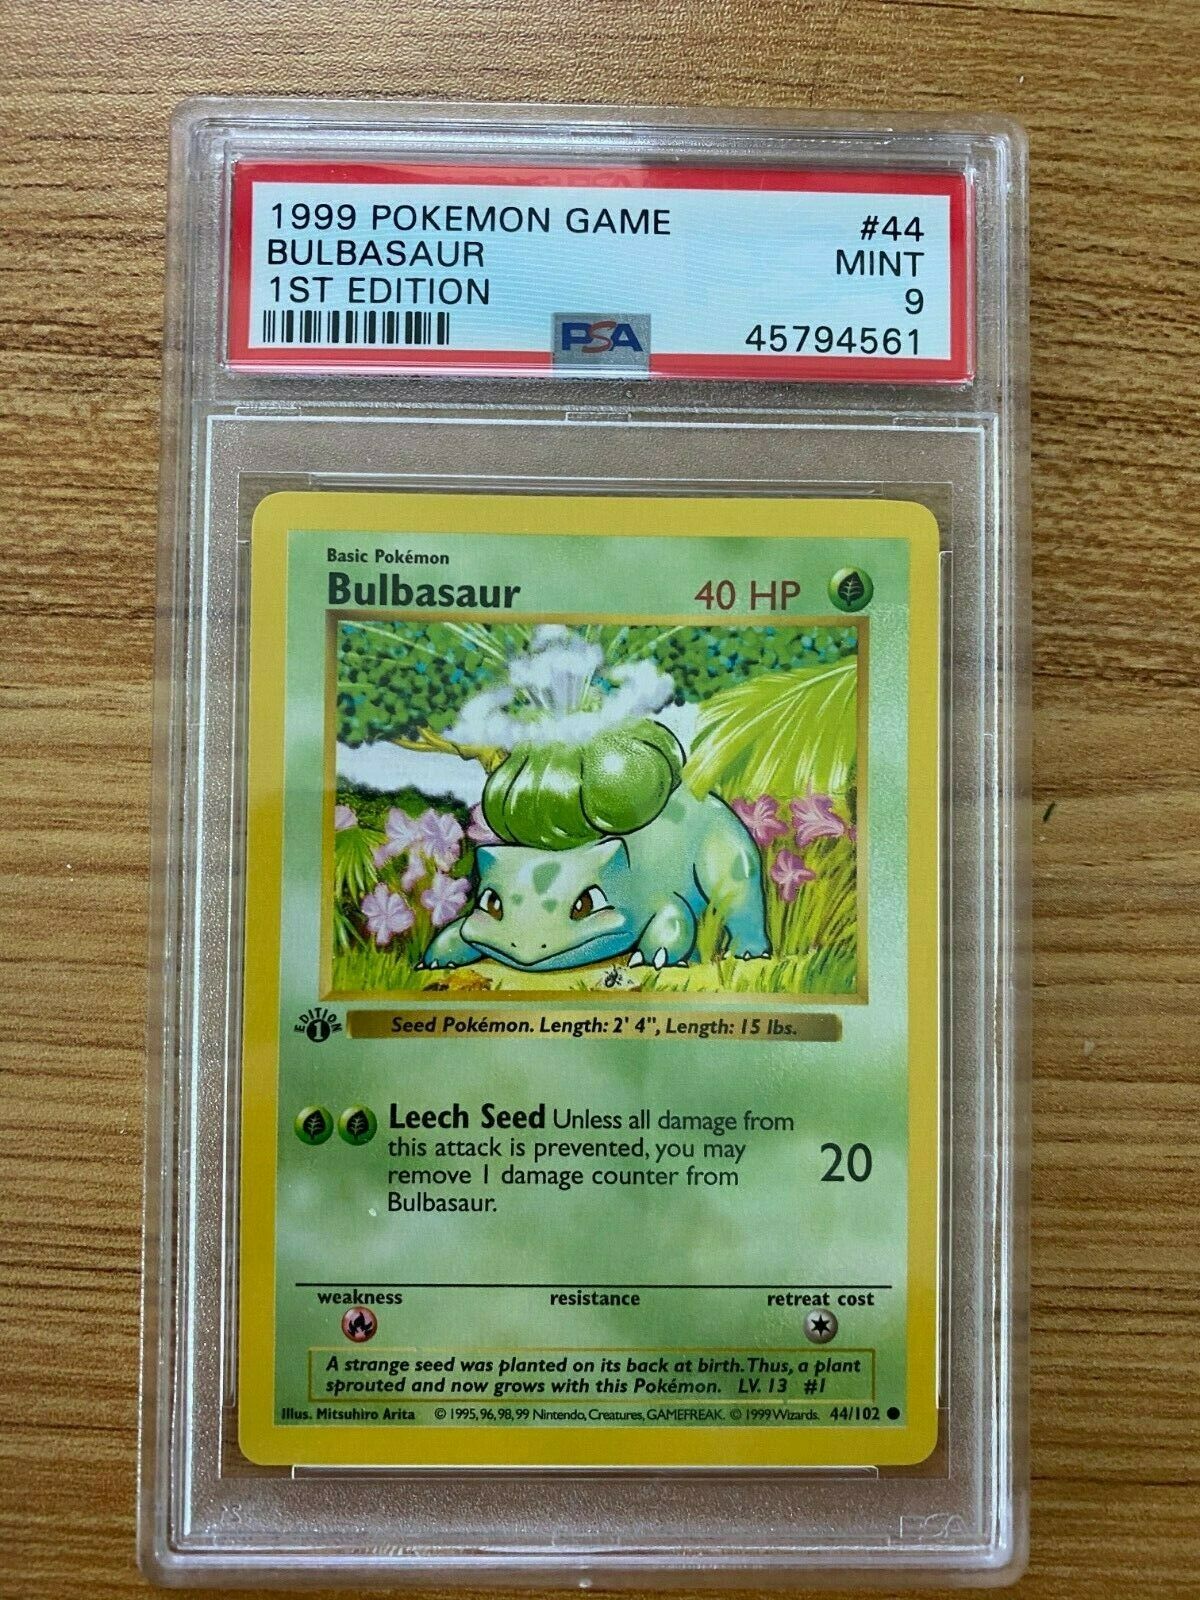 1999 POKEMON GAME #44
BULBASAUR MINT
1ST EDITION 9
PSA 45794561
Basic Pokémon
Bulbasaur 40 HP
EDITION 1
Seed Pokémon. Length: 2' 4", Length: 15 lbs.
Leech Seed Unless all damage from
this attack is prevented, you may
remove 1 damage counter from
Bulbasaur.
20
weakness resistance retreat cost
A strange seed was planted on its back at birth. Thus, a plant
sprouted and now grows with this Pokémon. LV. 13 #1
Illus. Mitsuhiro Arita © 1995, 96, 98, 99 Nintendo, Creatures, GAMEFREAK. © 1999 Wizards. 44/102
PSA